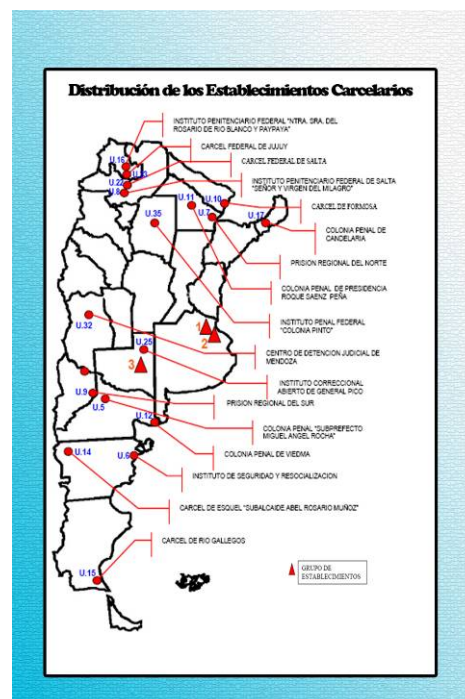 Distribución de los Establecimientos Carcelarios
INSTITUTO PENITENCIARIO FEDERAL "NTRA. SRA. DEL
ROSARIO DE RIO BLANCO Y PAYPAYA"
CARCEL FEDERAL DE JUJUY
CARCEL FEDERAL DE SALTA
INSTITUTO PENITENCIARIO FEDERAL DE SALTA
"SEÑOR Y VIRGEN DEL MILAGRO"
CARCEL DE FORMOSA
COLONIA PENAL DE
CANDELARIA
PRISION REGIONAL DEL NORTE
COLONIA PENAL DE PRESIDENCIA
ROQUE SAENZ PEÑA
INSTITUTO PENAL FEDERAL
"COLONIA PINTO"
CENTRO DE DETENCION JUDICIAL DE
MENDOZA
INSTITUTO CORRECCIONAL
ABIERTO DE GENERAL PICO
PRISION REGIONAL DEL SUR
COLONIA PENAL "SUBPREFECTO
MIGUEL ANGEL ROCHA"
COLONIA PENAL DE VIEDMA
INSTITUTO DE SEGURIDAD Y RESOCIALIZACION
CARCEL DE ESQUEL "SUBALCAIDE ABEL ROSARIO MUÑOZ"
CARCEL DE RIO GALLEGOS
GRUPO DE
ESTABLECIMIENTOS
U.16
U.22
U.8
U.11
U.10
U.35
U.7
U.17
1
2
U.32
U.25
3
U.9
U.5
U.12
U.14
U.6
U.15